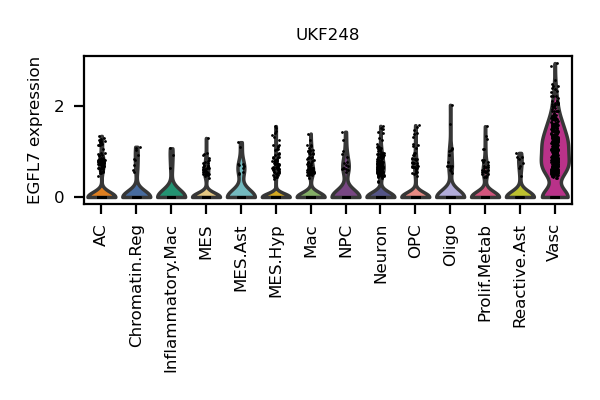 UKF248
EGFL7 expression
2
0
AC
Chromatin.Reg
Inflammatory.Mac
MES
MES.Ast
MES.Hyp
Mac
NPC
Neuron
OPC
Oligo
Prolif.Metab
Reactive.Ast
Vasc